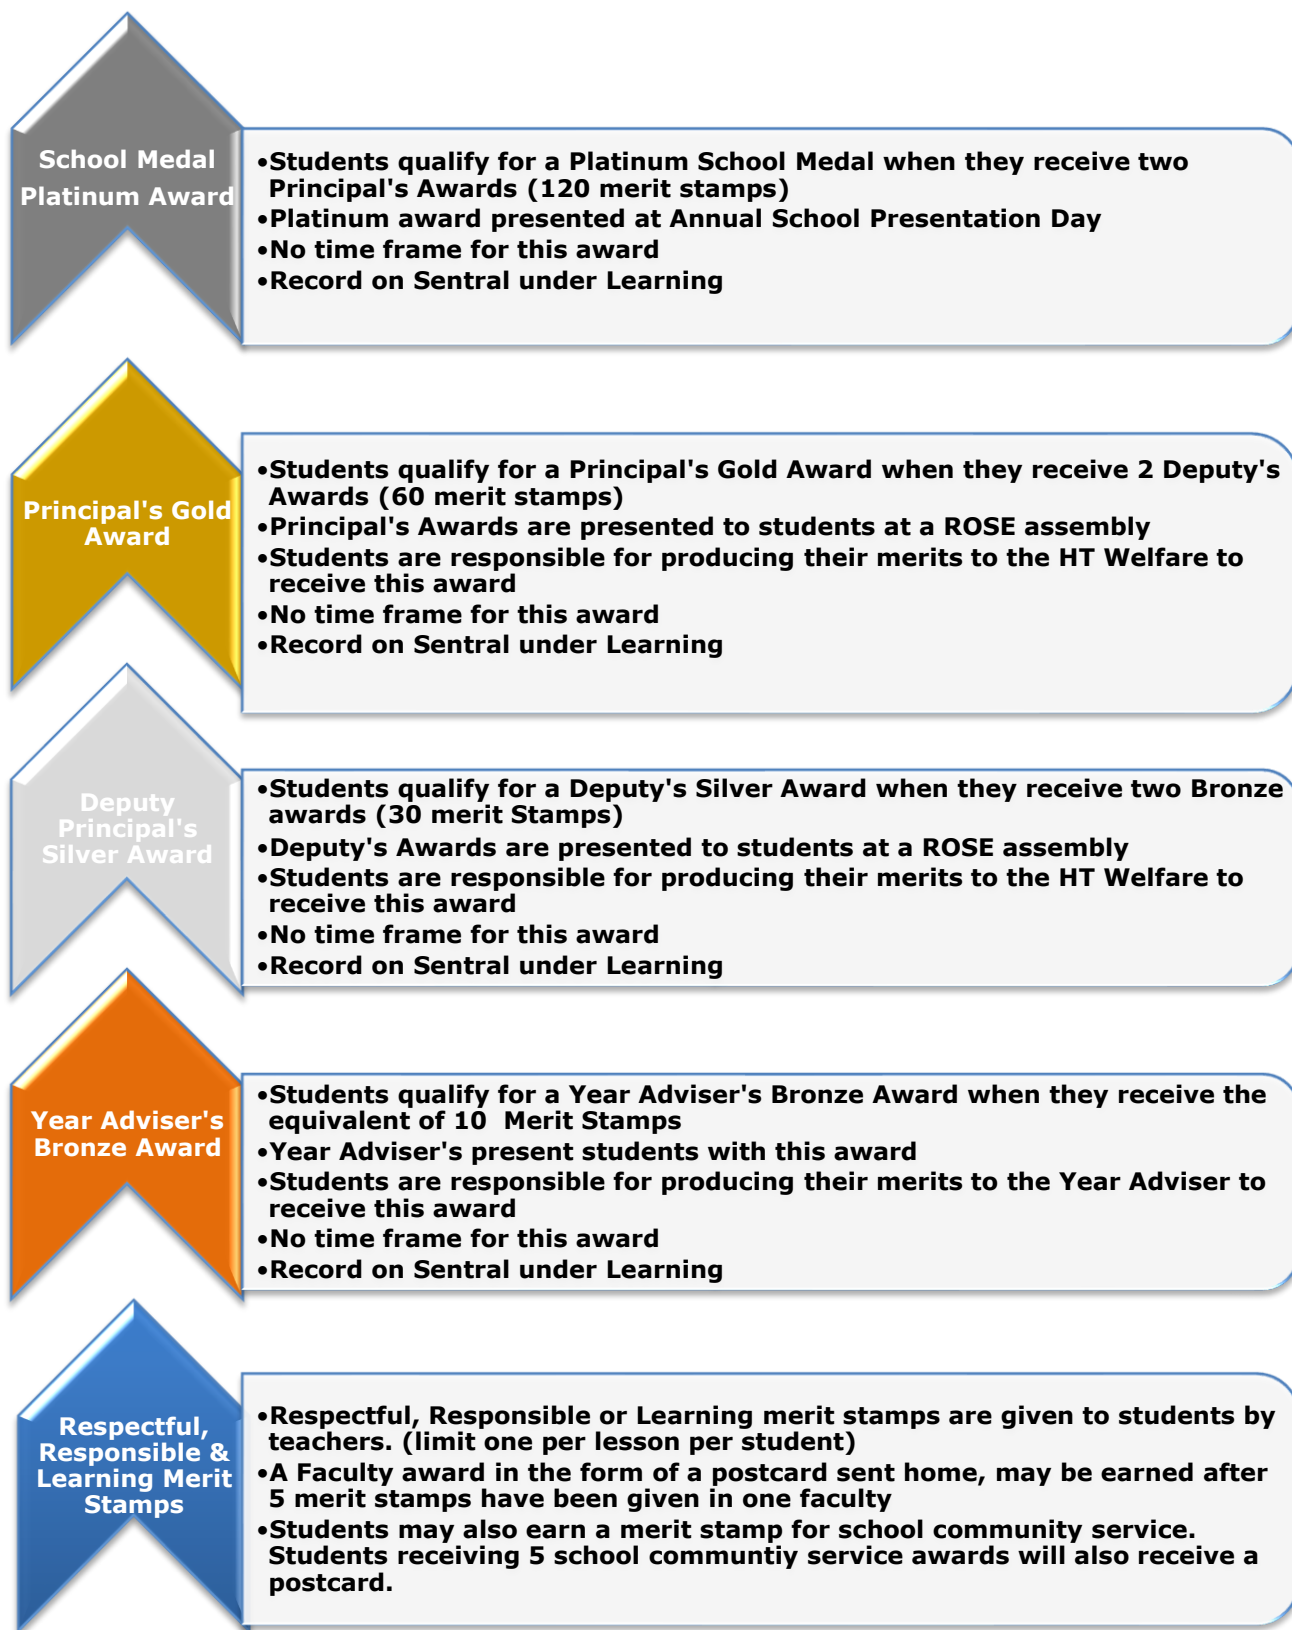 School Medal
Platinum Award
•Students qualify for a Platinum School Medal when they receive two
Principal's Awards (120 merit stamps)
•Platinum award presented at Annual School Presentation Day
•No time frame for this award
•Record on Sentral under Learning
Principal's Gold
Award
•Students qualify for a Principal's Gold Award when they receive 2 Deputy's
Awards (60 merit stamps)
•Principal's Awards are presented to students at a ROSE assembly
•Students are responsible for producing their merits to the HT Welfare to
receive this award
•No time frame for this award
•Record on Sentral under Learning
Deputy
Principal's
Silver Award
•Students qualify for a Deputy's Silver Award when they receive two Bronze
awards (30 merit Stamps)
•Deputy's Awards are presented to students at a ROSE assembly
•Students are responsible for producing their merits to the HT Welfare to
receive this award
•No time frame for this award
•Record on Sentral under Learning
Year Adviser's
Bronze Award
•Students qualify for a Year Adviser's Bronze Award when they receive the
equivalent of 10  Merit Stamps
•Year Adviser's present students with this award
•Students are responsible for producing their merits to the Year Adviser to
receive this award
•No time frame for this award
•Record on Sentral under Learning
Respectful,
Responsible &
Learning Merit
Stamps
•Respectful, Responsible or Learning merit stamps are given to students by
teachers. (limit one per lesson per student)
•A Faculty award in the form of a postcard sent home, may be earned after
5 merit stamps have been given in one faculty
•Students may also earn a merit stamp for school community service.
Students receiving 5 school communtiy service awards will also receive a
postcard.